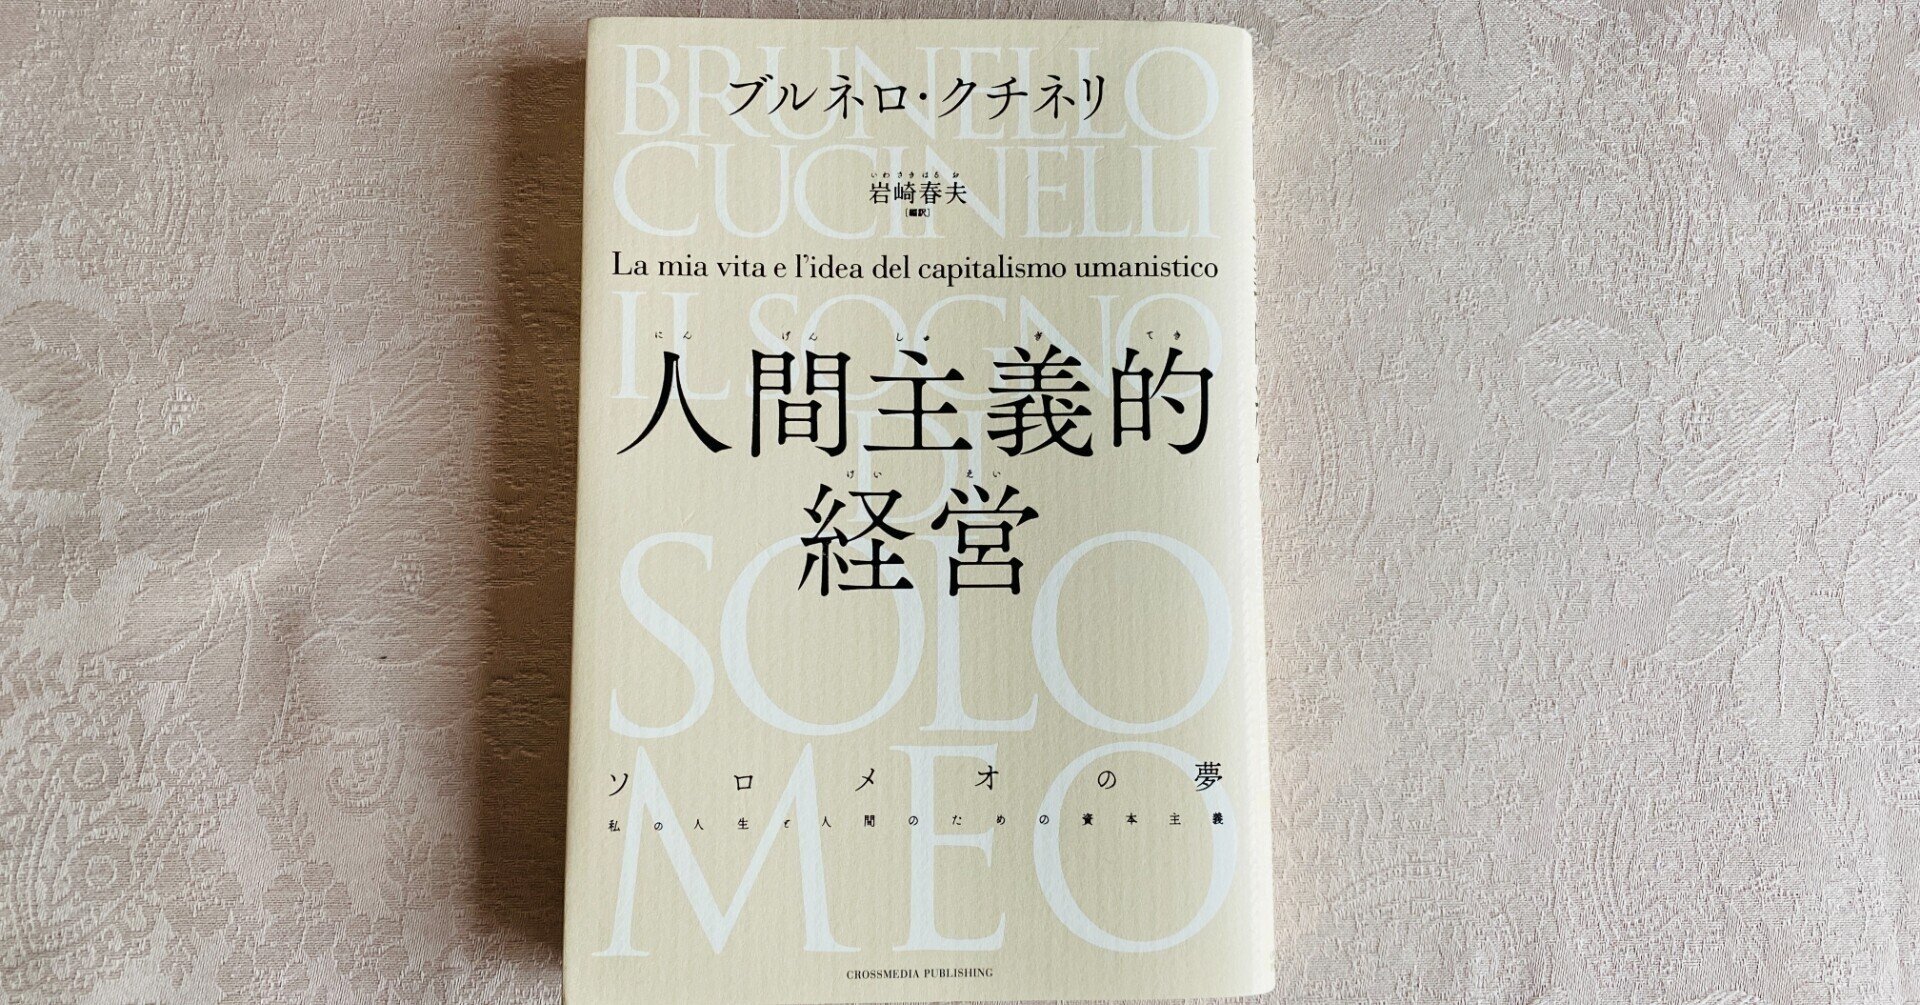 BRUNELLO
ブルネロ・クチネリ
CUCINELLI
いわさきはるお
岩崎春夫
[編訳]
La mia vita e l'idea del capitalismo umanistico
IL SOGNO
にんげんしゅぎてき
人間主義的
DI
けいえい
経営
SOLO
MEO
ソロメオの夢
私の人生と人間のための資本主義
CROSSMEDIA PUBLISHING